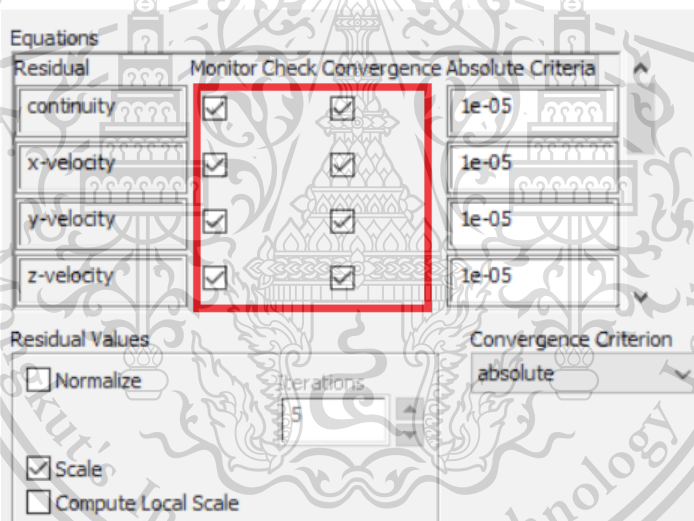 Equations
Residual Monitor Check Convergence Absolute Criteria
continuity 1e-05
x-velocity 1e-05
y-velocity 1e-05
z-velocity 1e-05
Residual Values Convergence Criterion
Normalize Iterations absolute
5
Scale
Compute Local Scale